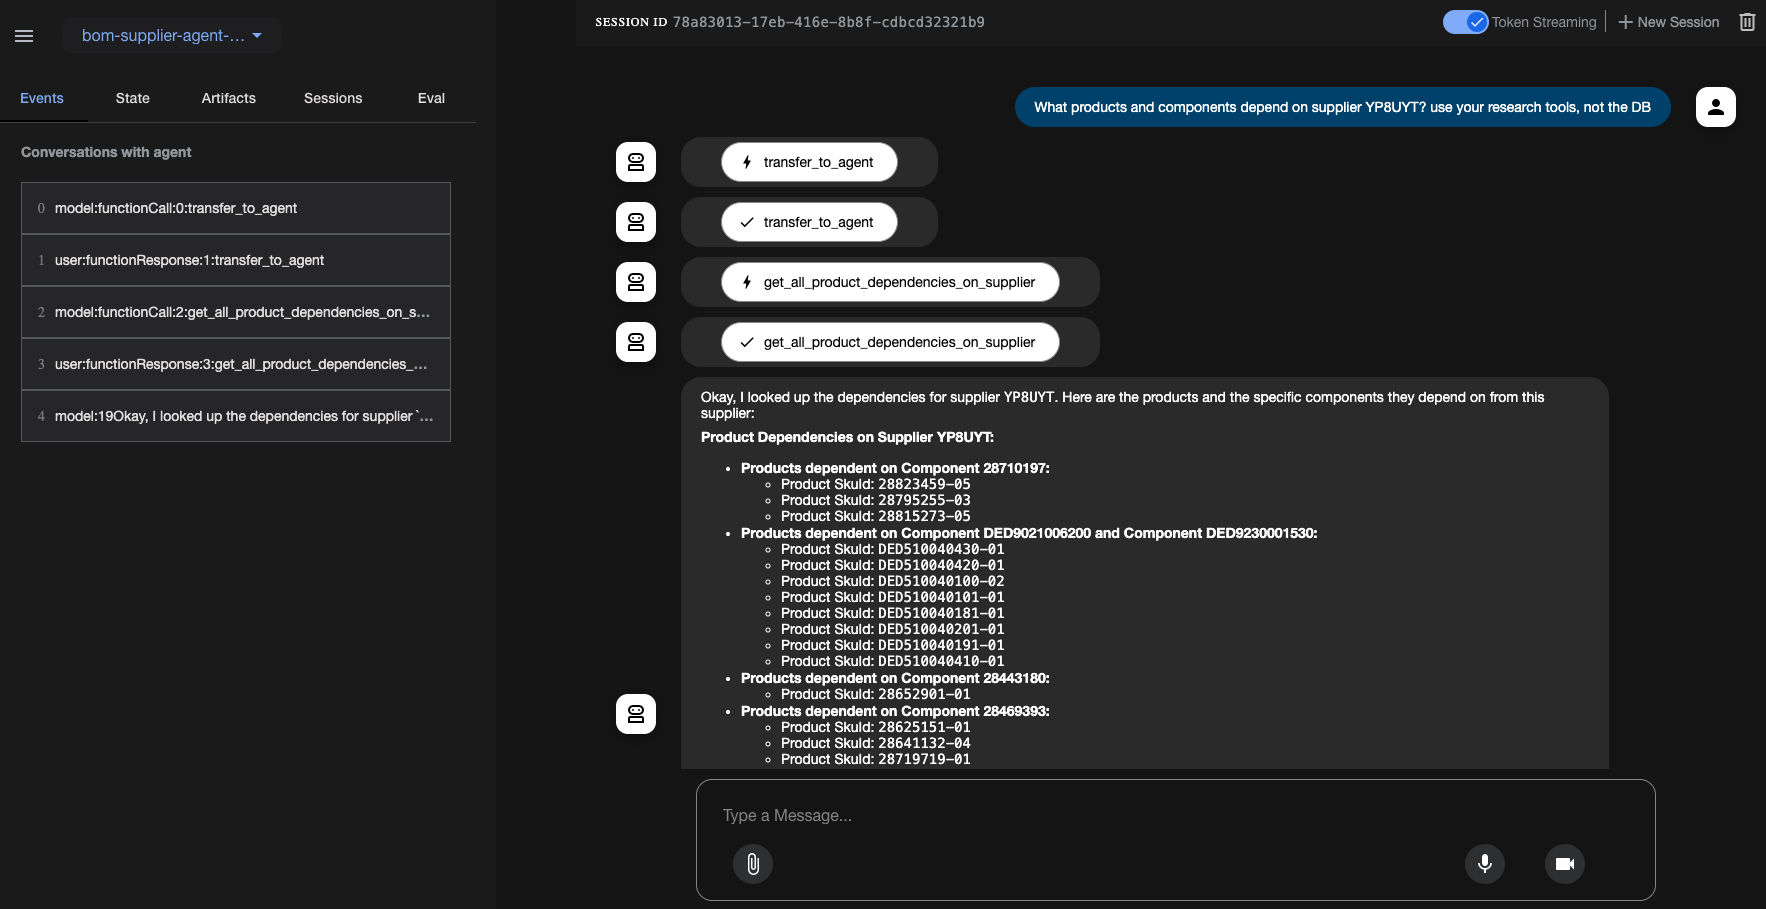 bom-supplier-agent-...
SESSION ID 78a83013-17eb-416e-8b8f-cdbcd32321b9
Token Streaming
New Session
Events State Artifacts Sessions Eval
Conversations with agent
0 model:functionCall:0:transfer_to_agent
1 user:functionResponse:1:transfer_to_agent
2 model:functionCall:2:get_all_product_dependencies_on_s...
3 user:functionResponse:3:get_all_product_dependencies_...
4 model:19Okay, I looked up the dependencies for supplier `...
What products and components depend on supplier YP8UYT? use your research tools, not the DB
transfer_to_agent
transfer_to_agent
get_all_product_dependencies_on_supplier
get_all_product_dependencies_on_supplier
Okay, I looked up the dependencies for supplier YP8UYT. Here are the products and the specific components they depend on from this
supplier:
Product Dependencies on Supplier YP8UYT:
• Products dependent on Component 28710197:
◦ Product SkuId: 28823459-05
◦ Product SkuId: 28795255-03
◦ Product SkuId: 28815273-05
• Products dependent on Component DED9021006200 and Component DED9230001530:
◦ Product SkuId: DED510040430-01
◦ Product SkuId: DED510040420-01
◦ Product SkuId: DED510040100-02
◦ Product SkuId: DED510040101-01
◦ Product SkuId: DED510040181-01
◦ Product SkuId: DED510040201-01
◦ Product SkuId: DED510040191-01
◦ Product SkuId: DED510040410-01
• Products dependent on Component 28443180:
◦ Product SkuId: 28652901-01
• Products dependent on Component 28469393:
◦ Product SkuId: 28625151-01
◦ Product SkuId: 28641132-04
◦ Product SkuId: 28719719-01
Type a Message...